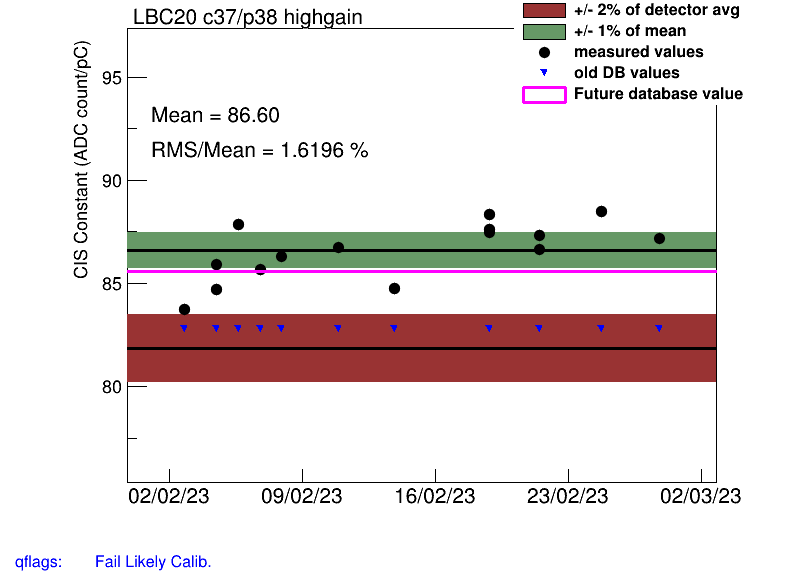 LBC20 c37/p38 highgain
+/- 2% of detector avg
+/- 1% of mean
measured values
old DB values
Future database value
CIS Constant (ADC count/pC)
Mean = 86.60
RMS/Mean = 1.6196 %
95
90
85
80
02/02/23 09/02/23 16/02/23 23/02/23 02/03/23
qflags: Fail Likely Calib.